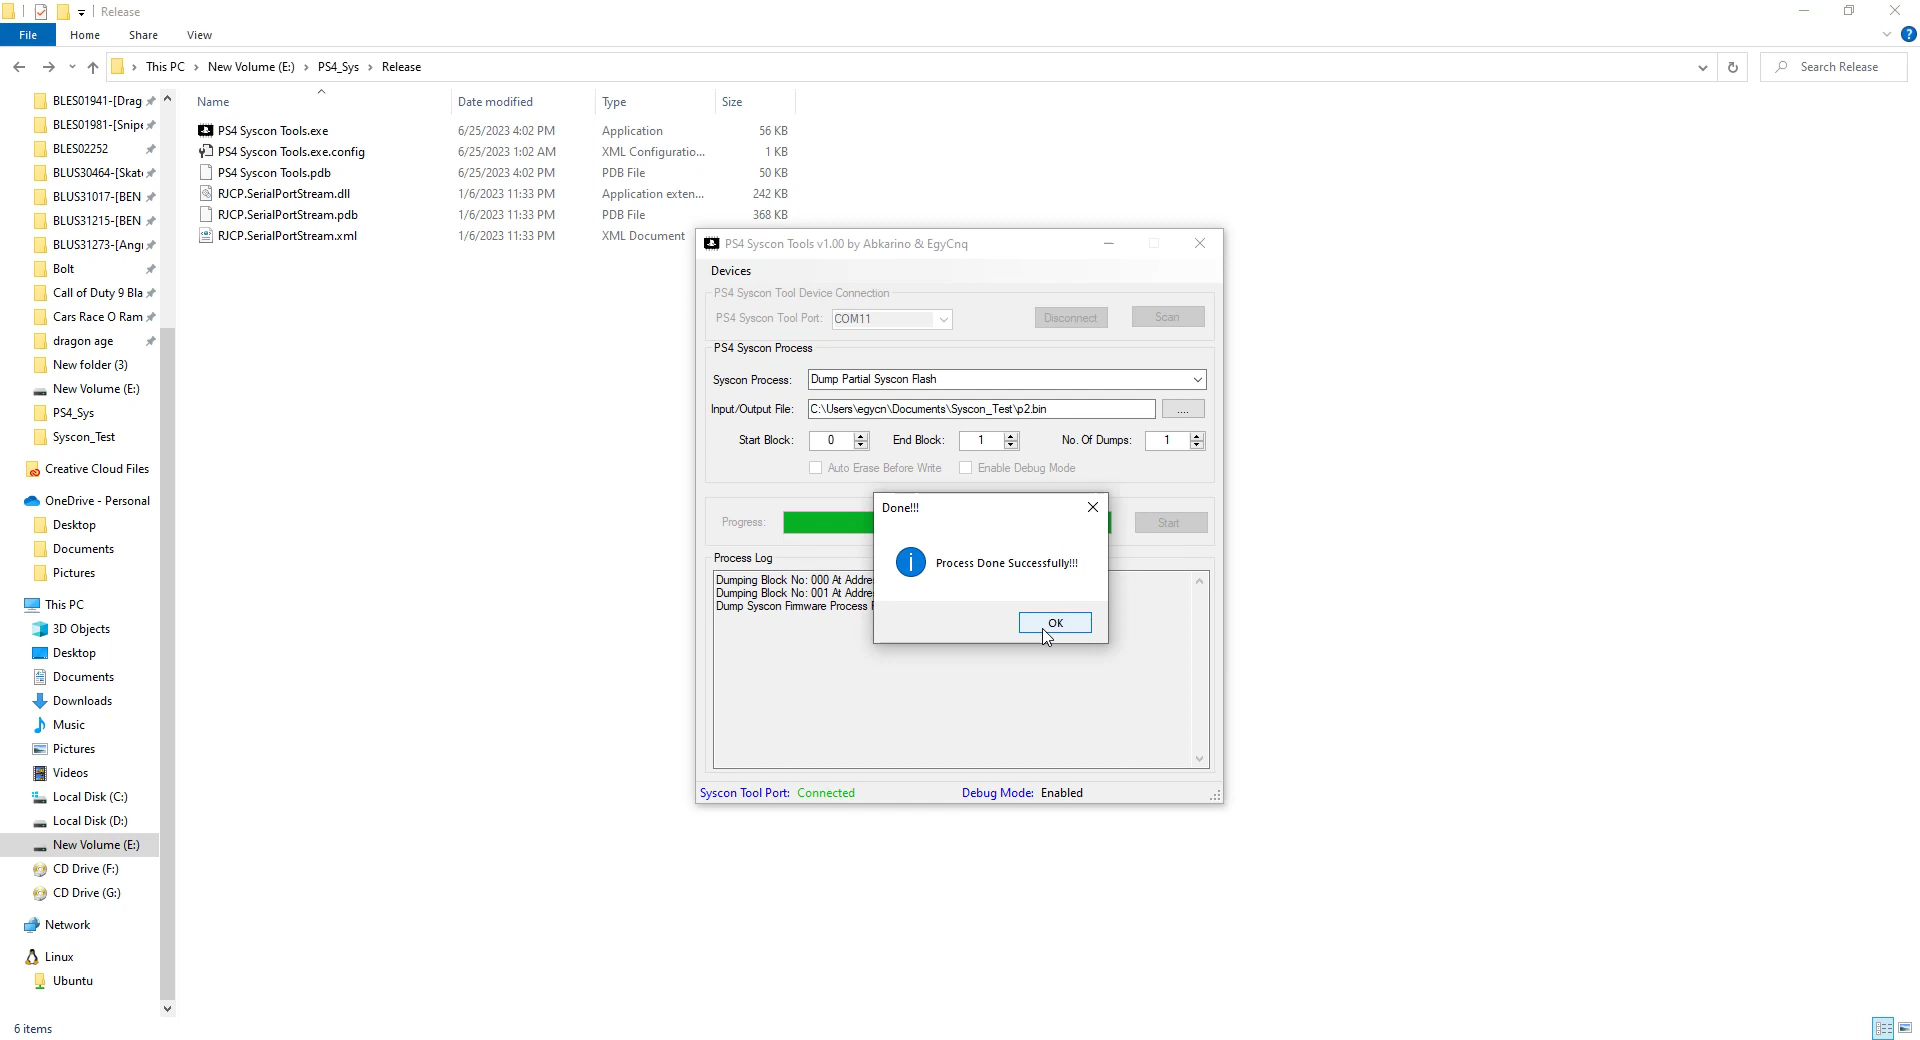 Release
File Home Share View
This PC New Volume (E:) PS4_Sys Release
Search Release
BLES01941-[Drag
BLES01981-[Snipe
BLES02252
BLUS30464-[Skat
BLUS31017-[BEN
BLUS31215-[BEN
BLUS31273-[Angr
Bolt
Call of Duty 9 Bla
Cars Race O Ram
dragon age
New folder (3)
New Volume (E:)
PS4_Sys
Syscon_Test
Creative Cloud Files
OneDrive - Personal
Desktop
Documents
Pictures
This PC
3D Objects
Desktop
Documents
Downloads
Music
Pictures
Videos
Local Disk (C:)
Local Disk (D:)
New Volume (E:)
CD Drive (F:)
CD Drive (G:)
Network
Linux
Ubuntu
6 items
Name Date modified Type Size
PS4 Syscon Tools.exe 6/25/2023 4:02 PM Application 56 KB
PS4 Syscon Tools.exe.config 6/25/2023 1:02 AM XML Configuratio... 1 KB
PS4 Syscon Tools.pdb 6/25/2023 4:02 PM PDB File 50 KB
RJCP.SerialPortStream.dll 1/6/2023 11:33 PM Application exten... 242 KB
RJCP.SerialPortStream.pdb 1/6/2023 11:33 PM PDB File 368 KB
RJCP.SerialPortStream.xml 1/6/2023 11:33 PM XML Document
PS4 Syscon Tools v1.00 by Abkarino & EgyCnq
Devices
PS4 Syscon Tool Device Connection
PS4 Syscon Tool Port: COM11 Disconnect Scan
PS4 Syscon Process
Syscon Process: Dump Partial Syscon Flash
Input/Output File: C:\Users\egycn\Documents\Syscon_Test\p2.bin ....
Start Block: 0 End Block: 1 No. Of Dumps: 1
Auto Erase Before Write Enable Debug Mode
Progress: Start
Process Log
Dumping Block No: 000 At Addre
Dumping Block No: 001 At Addre
Dump Syscon Firmware Process
Done!!!
Process Done Successfully!!!
OK
Syscon Tool Port: Connected Debug Mode: Enabled